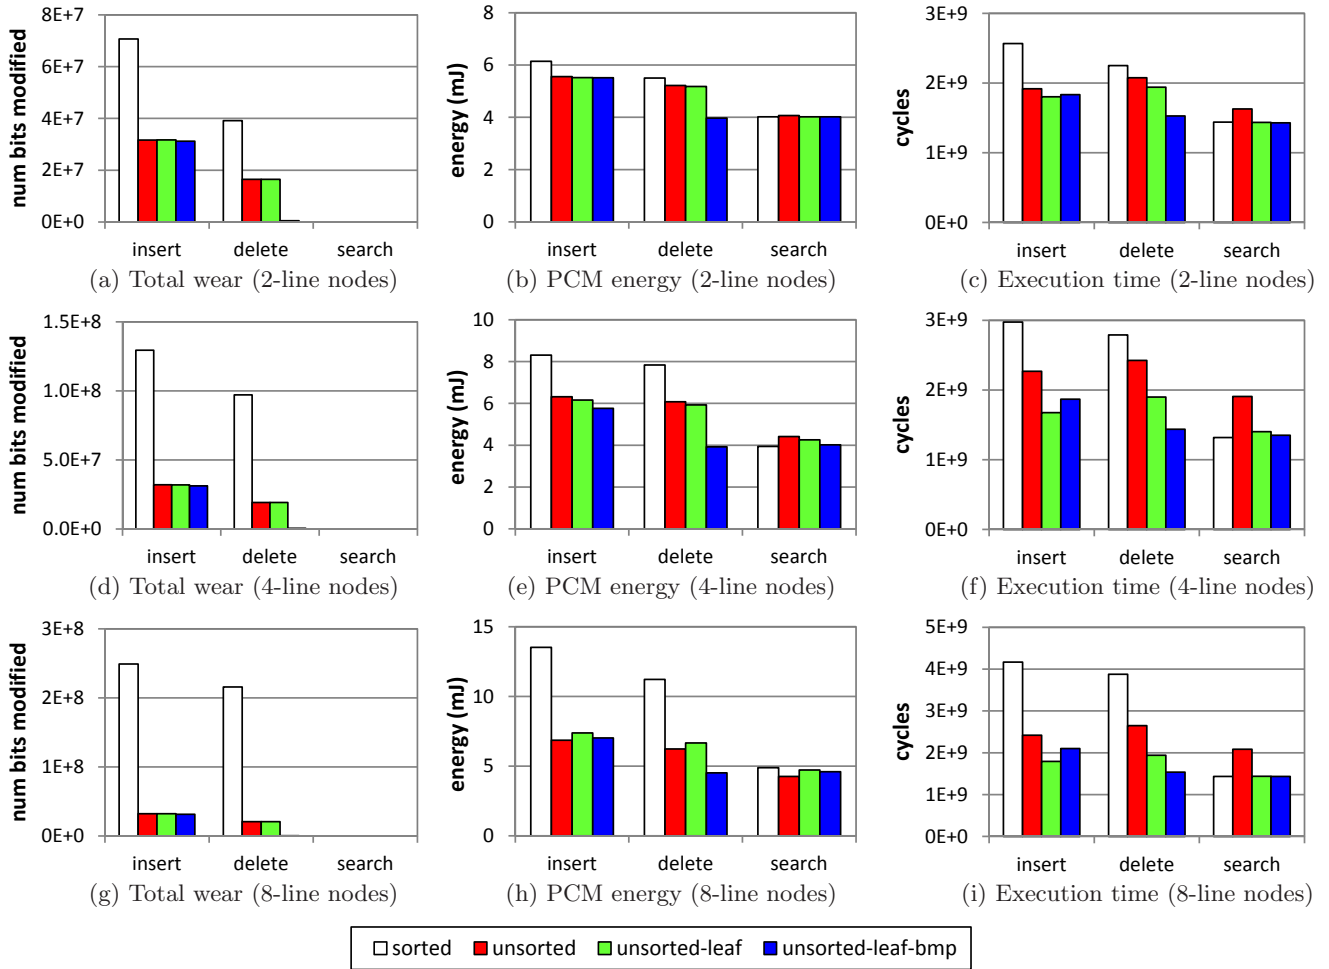 num bits modified
8E+7
6E+7
4E+7
2E+7
0E+0
insert delete search
(a) Total wear (2-line nodes)
energy (mJ)
8
6
4
2
0
insert delete search
(b) PCM energy (2-line nodes)
cycles
3E+9
2E+9
1E+9
0E+0
insert delete search
(c) Execution time (2-line nodes)
num bits modified
1.5E+8
1.0E+8
5.0E+7
0.0E+0
insert delete search
(d) Total wear (4-line nodes)
energy (mJ)
10
8
6
4
2
0
insert delete search
(e) PCM energy (4-line nodes)
cycles
3E+9
2E+9
1E+9
0E+0
insert delete search
(f) Execution time (4-line nodes)
num bits modified
3E+8
2E+8
1E+8
0E+0
insert delete search
(g) Total wear (8-line nodes)
energy (mJ)
15
10
5
0
insert delete search
(h) PCM energy (8-line nodes)
cycles
5E+9
4E+9
3E+9
2E+9
1E+9
0E+0
insert delete search
(i) Execution time (8-line nodes)
sorted unsorted unsorted-leaf unsorted-leaf-bmp